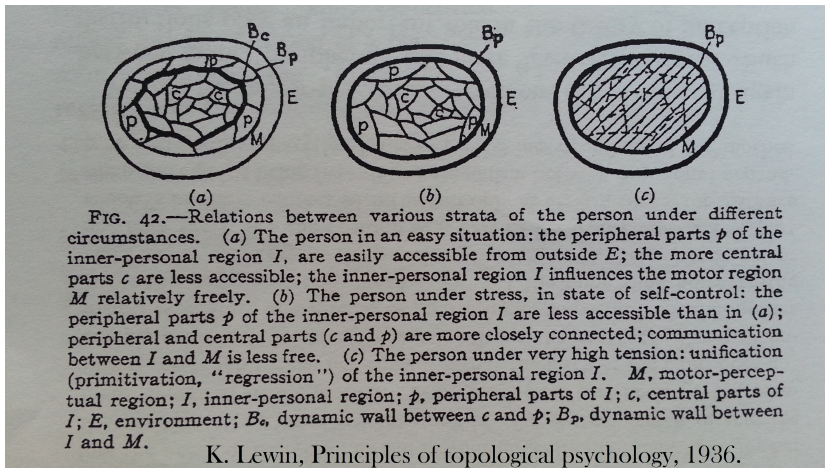 Bc
Bp
p
c
c
p
p
M
E
Bp
p
c
c
p
p
M
E
Bp
E
M
(a)
(b)
(c)
FIG. 42.—Relations between various strata of the person under different
circumstances. (a) The person in an easy situation: the peripheral parts p of the
inner-personal region I, are easily accessible from outside E; the more central
parts c are less accessible; the inner-personal region I influences the motor region
M relatively freely. (b) The person under stress, in state of self-control: the
peripheral parts p of the inner-personal region I are less accessible than in (a);
peripheral and central parts (c and p) are more closely connected; communication
between I and M is less free. (c) The person under very high tension: unification
(primitivation, “regression”) of the inner-personal region I. M, motor-percep-
tual region; I, inner-personal region; p, peripheral parts of I; c, central parts of
I; E, environment; Bc, dynamic wall between c and p; Bp, dynamic wall between
I and M.
K. Lewin, Principles of topological psychology, 1936.